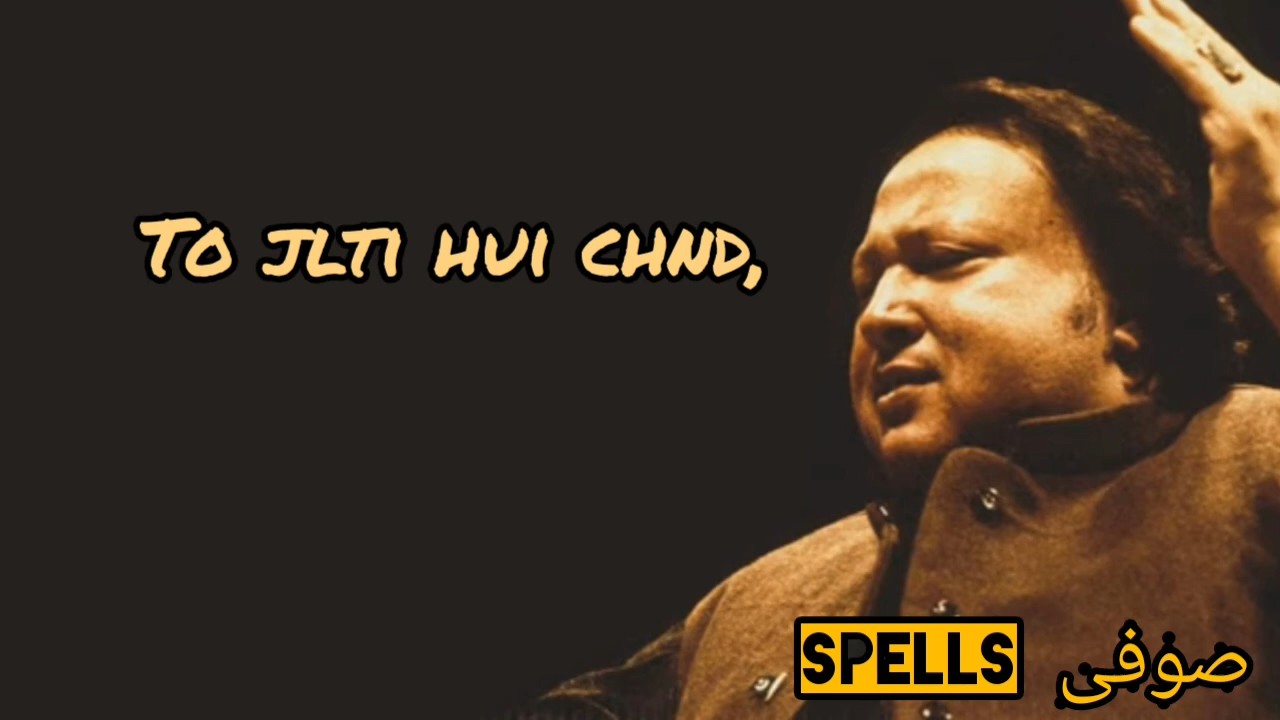 To jlti hui chnd,
SPELLS صوفی